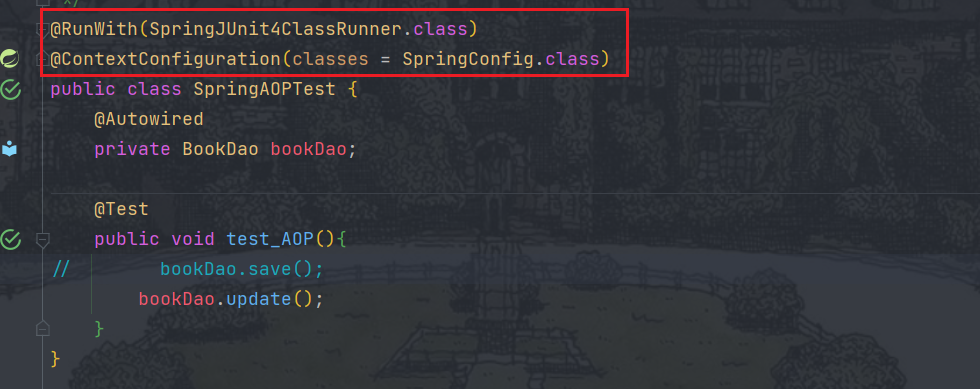 */
@RunWith(SpringJUnit4ClassRunner.class)
@ContextConfiguration(classes = SpringConfig.class)
public class SpringAOPTest {
@Autowired
private BookDao bookDao;
@Test
public void test_AOP(){
//        bookDao.save();
bookDao.update();
}
}